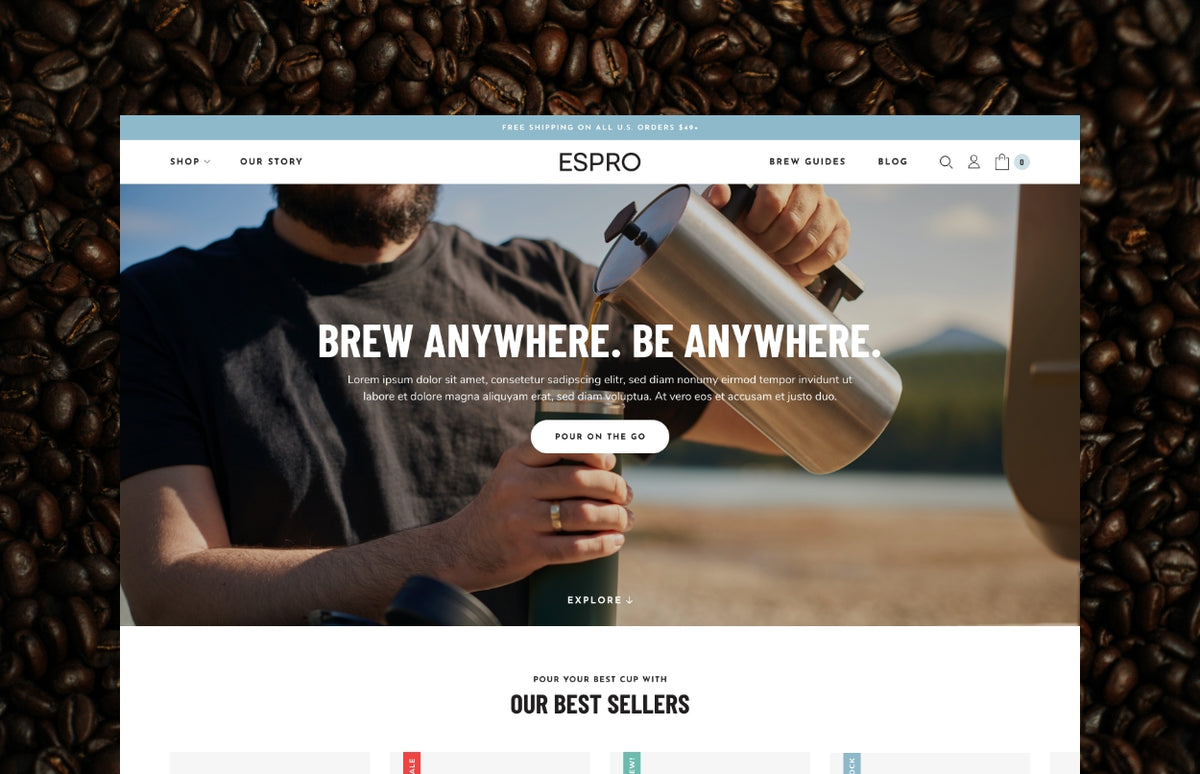 FREE SHIPPING ON ALL U.S. ORDERS $49+
SHOP OUR STORY ESPRO BREW GUIDES BLOG 0
BREW ANYWHERE. BE ANYWHERE.
Lorem ipsum dolor sit amet, consetetur sadipscing elitr, sed diam nonumy eirmod tempor invidunt ut
labore et dolore magna aliquyam erat, sed diam voluptua. At vero eos et accusam et justo duo.
POUR ON THE GO
EXPLORE ↓
POUR YOUR BEST CUP WITH
OUR BEST SELLERS